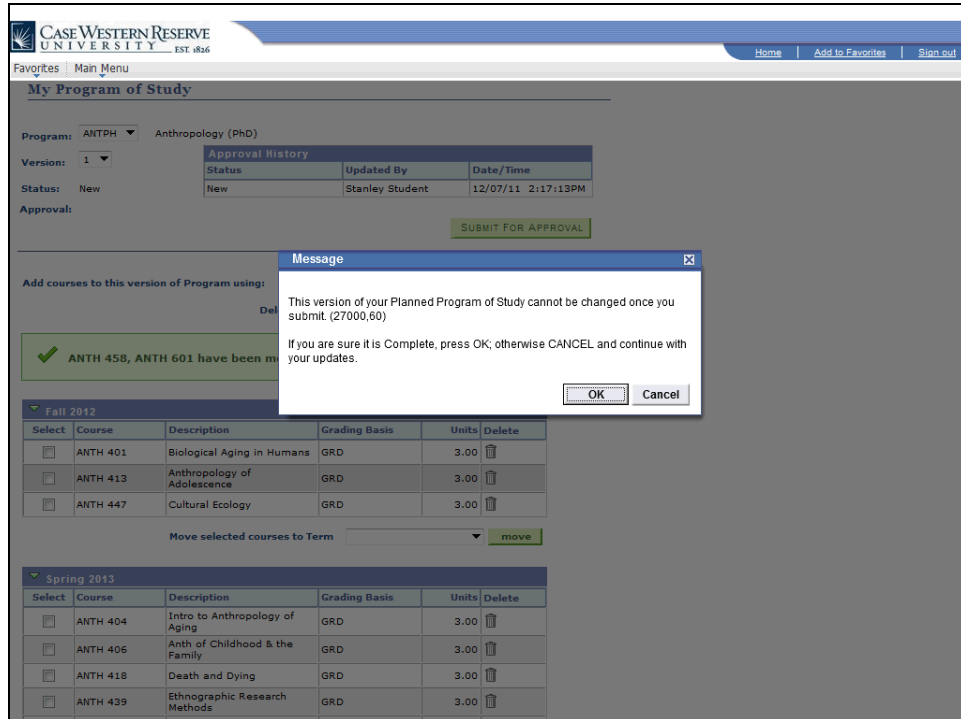 CASE WESTERN RESERVE
UNIVERSITY EST. 1826
Home | Add to Favorites | Sign out
Favorites Main Menu
My Program of Study
Program: ANTPH Anthropology (PhD)
Version: 1
Approval History
Status Updated By Date/Time
Status: New
New Stanley Student 12/07/11 2:17:13PM
Approval:
SUBMIT FOR APPROVAL
Message
This version of your Planned Program of Study cannot be changed once you
submit. (27000,60)
If you are sure it is Complete, press OK; otherwise CANCEL and continue with
your updates.
OK Cancel
Add courses to this version of Program using:
ANTH 458, ANTH 601 have been
Fall 2012
Select Course Description Grading Basis Units Delete
ANTH 401 Biological Aging in Humans GRD 3.00
ANTH 413 Anthropology of
Adolescence GRD 3.00
ANTH 447 Cultural Ecology GRD 3.00
Move selected courses to Term move
Spring 2013
Select Course Description Grading Basis Units Delete
ANTH 404 Intro to Anthropology of
Aging GRD 3.00
ANTH 406 Anth of Childhood & the
Family GRD 3.00
ANTH 418 Death and Dying GRD 3.00
ANTH 439 Ethnographic Research
Methods GRD 3.00